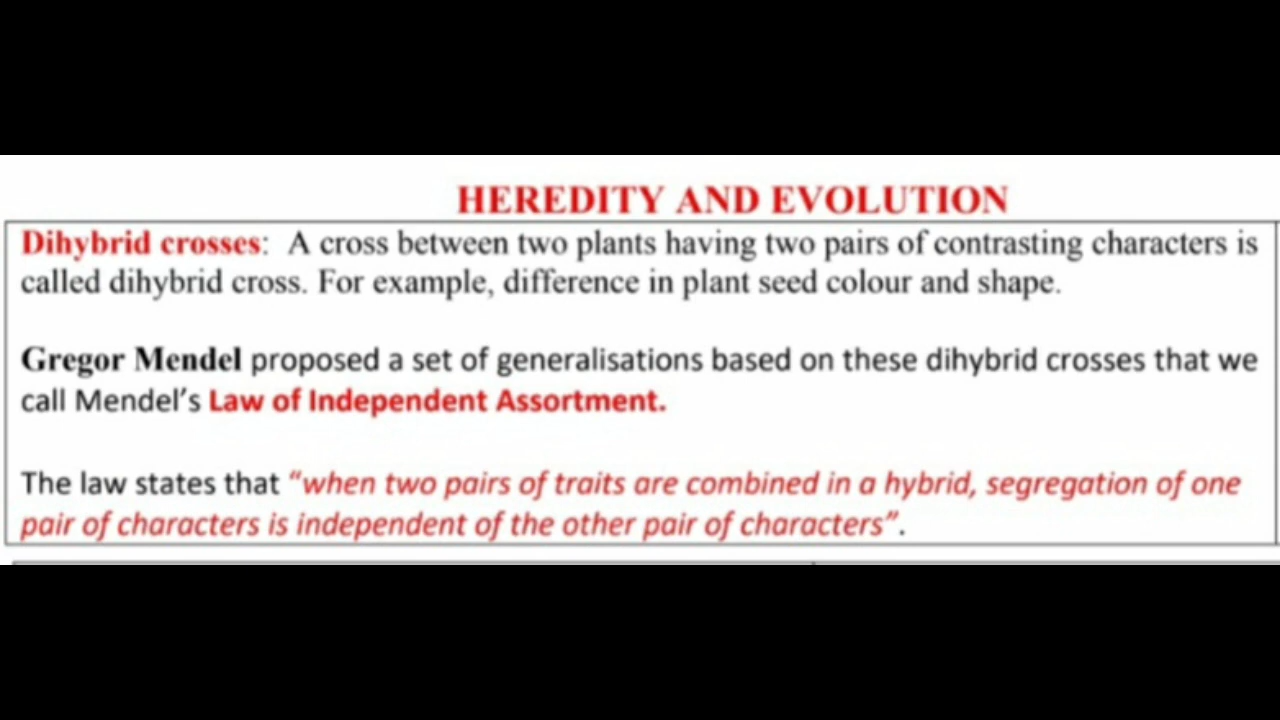 HEREDITY AND EVOLUTION
Dihybrid crosses: A cross between two plants having two pairs of contrasting characters is
called dihybrid cross. For example, difference in plant seed colour and shape.
Gregor Mendel proposed a set of generalisations based on these dihybrid crosses that we
call Mendel’s Law of Independent Assortment.
The law states that “when two pairs of traits are combined in a hybrid, segregation of one
pair of characters is independent of the other pair of characters”.